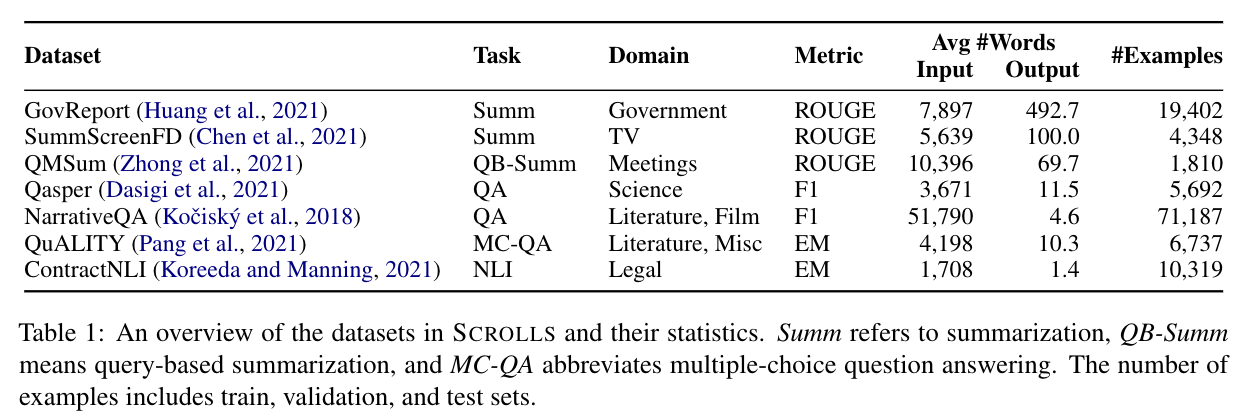 Dataset Task Domain Metric Avg #Words #Examples
Input Output
GovReport (Huang et al., 2021) Summ Government ROUGE 7,897 492.7 19,402
SummScreenFD (Chen et al., 2021) Summ TV ROUGE 5,639 100.0 4,348
QMSum (Zhong et al., 2021) QB-Summ Meetings ROUGE 10,396 69.7 1,810
Qasper (Dasigi et al., 2021) QA Science F1 3,671 11.5 5,692
NarrativeQA (Kočiský et al., 2018) QA Literature, Film F1 51,790 4.6 71,187
QuALITY (Pang et al., 2021) MC-QA Literature, Misc EM 4,198 10.3 6,737
ContractNLI (Koreeda and Manning, 2021) NLI Legal EM 1,708 1.4 10,319
Table 1: An overview of the datasets in SCROLLS and their statistics. Summ refers to summarization, QB-Summ
means query-based summarization, and MC-QA abbreviates multiple-choice question answering. The number of
examples includes train, validation, and test sets.